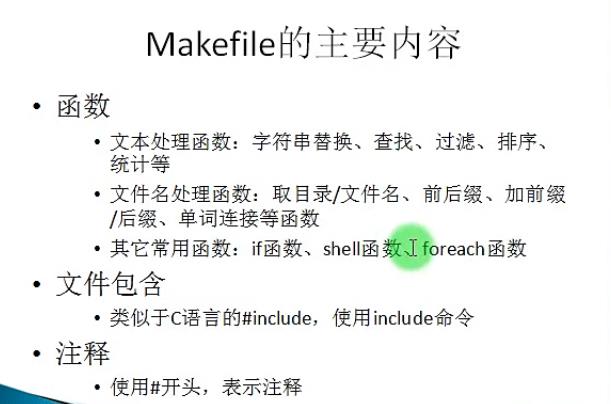 Makefile的主要内容
• 函数
• 文本处理函数：字符串替换、查找、过滤、排序、
统计等
• 文件名处理函数：取目录/文件名、前后缀、加前缀
/后缀、单词连接等函数
• 其它常用函数：if函数、shell函数、foreach函数
• 文件包含
• 类似于C语言的#include，使用include命令
• 注释
• 使用#开头，表示注释